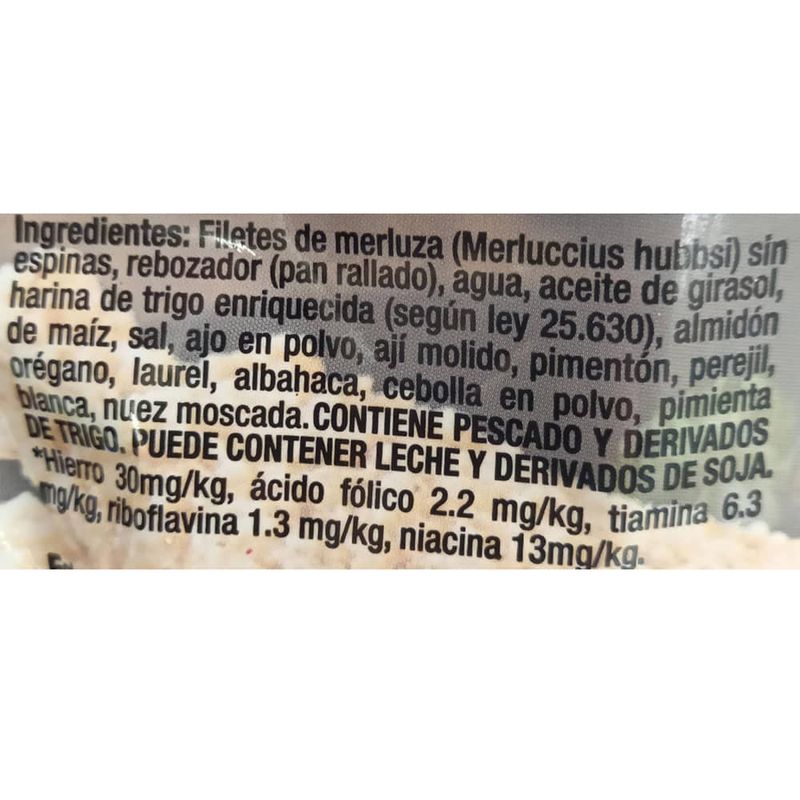 Ingredientes: Filetes de merluza (Merluccius hubbsi) sin
espinas, rebozador (pan rallado), agua, aceite de girasol,
harina de trigo enriquecida (según ley 25.630), almidón
de maíz, sal, ajo en polvo, ají molido, pimentón, perejil,
orégano, laurel, albahaca, cebolla en polvo, pimienta
blanca, nuez moscada. CONTIENE PESCADO Y DERIVADOS
DE TRIGO. PUEDE CONTENER LECHE Y DERIVADOS DE SOJA.
*Hierro 30mg/kg, ácido fólico 2.2 mg/kg, tiamina 6.3
mg/kg, riboflavina 1.3 mg/kg, niacina 13mg/kg.